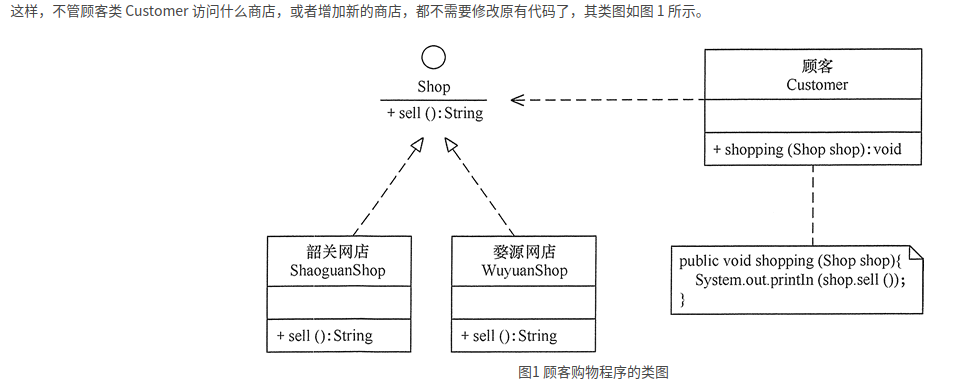 这样，不管顾客类 Customer 访问什么商店，或者增加新的商店，都不需要修改原有代码了，其类图如图 1 所示。
Shop
+ sell ():String
顾客
Customer
+ shopping (Shop shop):void
韶关网店
ShaoguanShop
+ sell ():String
婺源网店
WuyuanShop
+ sell ():String
public void shopping (Shop shop){
System.out.printIn (shop.sell ());
}
图1 顾客购物程序的类图